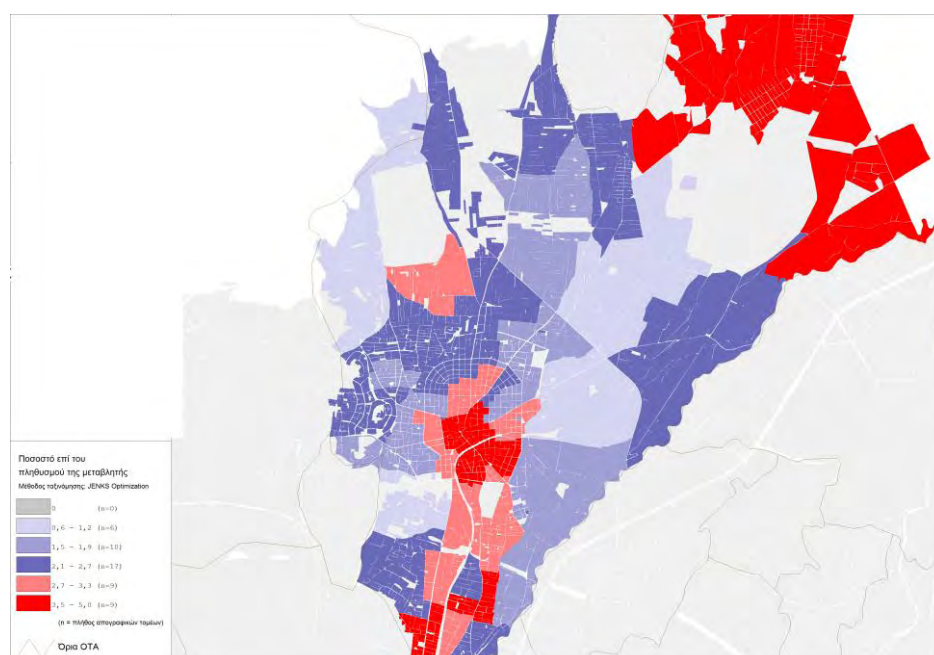 Ποσοστό επί του
πληθυσμού της μεταβλητής
Μέθοδος ταξινόμησης: JENKS Optimization
0 (n=0)
0,6 - 1,2 (n=6)
1,5 - 1,9 (n=10)
2,1 - 2,7 (n=17)
2,7 - 3,3 (n=9)
3,5 - 5,0 (n=9)
(n = πλήθος απογραφικών τομέων)
Όρια ΟΤΑ